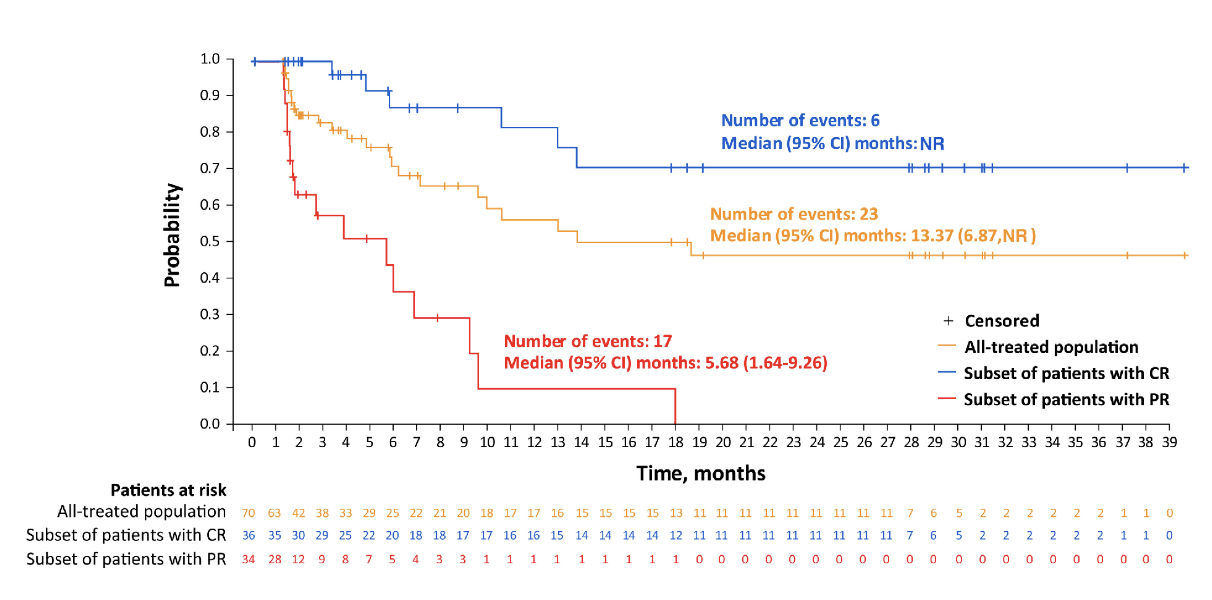 1.0
0.9
0.8
0.7
0.6
0.5
0.4
0.3
0.2
0.1
0.0
Probability
Number of events: 6
Median (95% CI) months: NR
Number of events: 23
Median (95% CI) months: 13.37 (6.87,NR )
Number of events: 17
Median (95% CI) months: 5.68 (1.64-9.26)
+ Censored
All-treated population
Subset of patients with CR
Subset of patients with PR
0 1 2 3 4 5 6 7 8 9 10 11 12 13 14 15 16 17 18 19 20 21 22 23 24 25 26 27 28 29 30 31 32 33 34 35 36 37 38 39
Time, months
Patients at risk
All-treated population 70 63 42 38 33 29 25 22 21 20 18 17 17 16 15 15 15 15 13 11 11 11 11 11 11 11 11 11 7 6 5 2 2 2 2 2 2 1 1 0
Subset of patients with CR 36 35 30 29 25 22 20 18 18 17 17 16 16 15 14 14 14 14 12 11 11 11 11 11 11 11 11 11 7 6 5 2 2 2 2 2 2 1 1 0
Subset of patients with PR 34 28 12 9 8 7 5 4 3 3 1 1 1 1 1 1 1 1 1 0 0 0 0 0 0 0 0 0 0 0 0 0 0 0 0 0 0 0 0 0